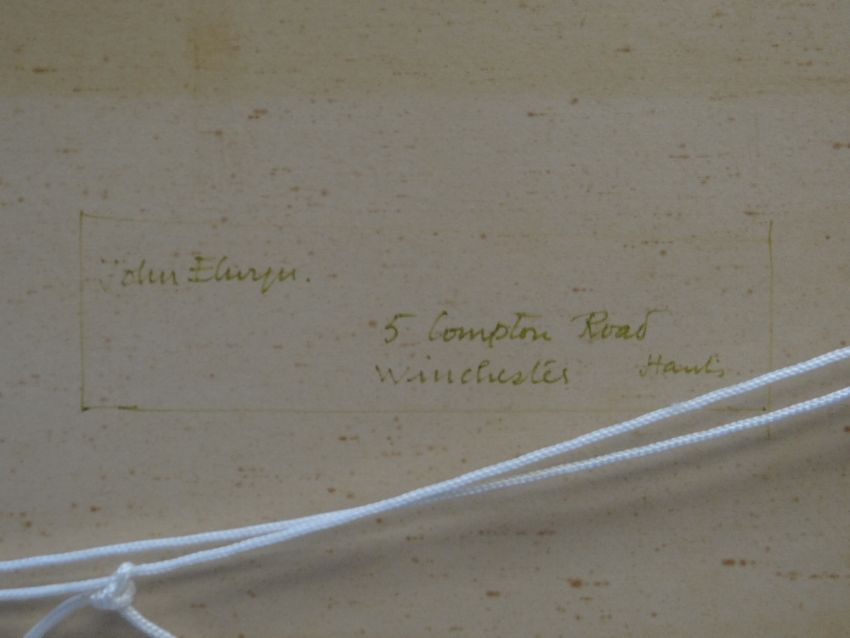 John Elwyn.
5 Compton Road
Winchester Hants.